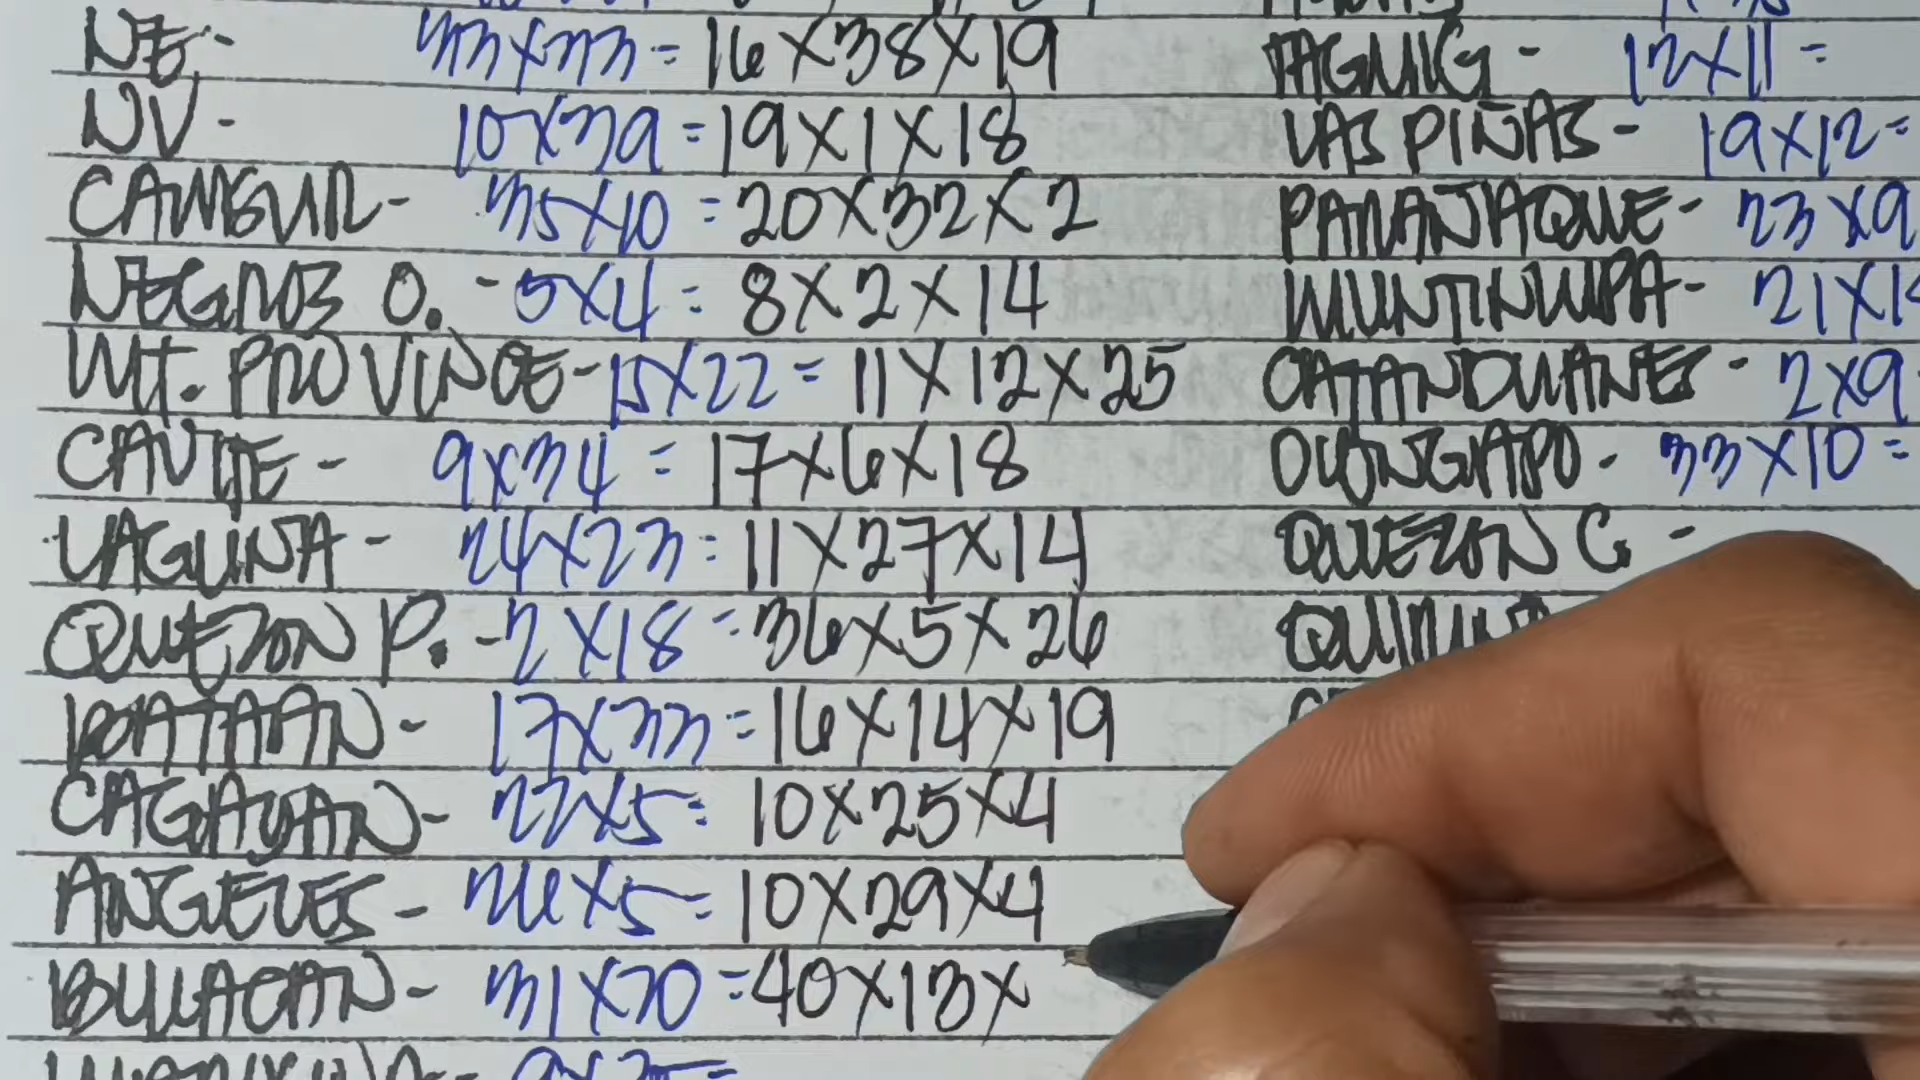 NE - 33x33 = 16x38x19
NV - 10x39 = 19x1x18
CAMSUR - 35x10 = 20x32x2
NEGROS O. - 5x4 = 8x2x14
Mt. PROVINCE - 15x22 = 11x12x25
CAVITE - 9x34 = 17x6x18
LAGUNA - 24x23 = 11x27x14
QUEZON P. - 2x18 = 36x5x26
BATAAN - 17x33 = 16x14x19
CAGAYAN - 22x5 = 10x25x4
ANGELES - 26x5 = 10x29x4
BULACAN - = 40x13x
TAGUIG - 12x11 =
LAS PIÑAS - 19x12 =
PARAÑAQUE - 23x9
MUNTINLUPA - 21x1
CATANDUANES - 2x9
OLONGAPO - 33x10 =
QUEZON C. -